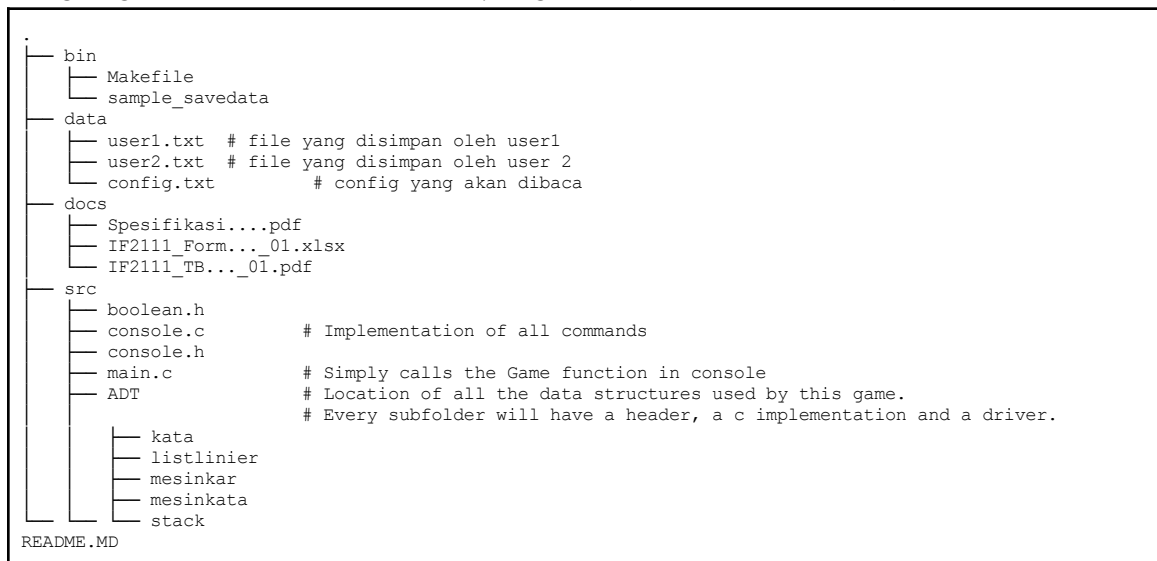 .
├── bin
│   ├── Makefile
│   └── sample_savedata
├── data
│   ├── user1.txt  # file yang disimpan oleh user1
│   ├── user2.txt  # file yang disimpan oleh user 2
│   └── config.txt         # config yang akan dibaca
├── docs
│   ├── Spesifikasi....pdf
│   ├── IF2111_Form..._01.xlsx
│   └── IF2111_TB..._01.pdf
├── src
│   ├── boolean.h
│   ├── console.c         # Implementation of all commands
│   ├── console.h
│   ├── main.c            # Simply calls the Game function in console
│   ├── ADT               # Location of all the data structures used by this game.
│   │                     # Every subfolder will have a header, a c implementation and a driver.
│   │   ├── kata
│   │   ├── listlinier
│   │   ├── mesinkar
│   │   ├── mesinkata
└── └── └── stack
README.MD